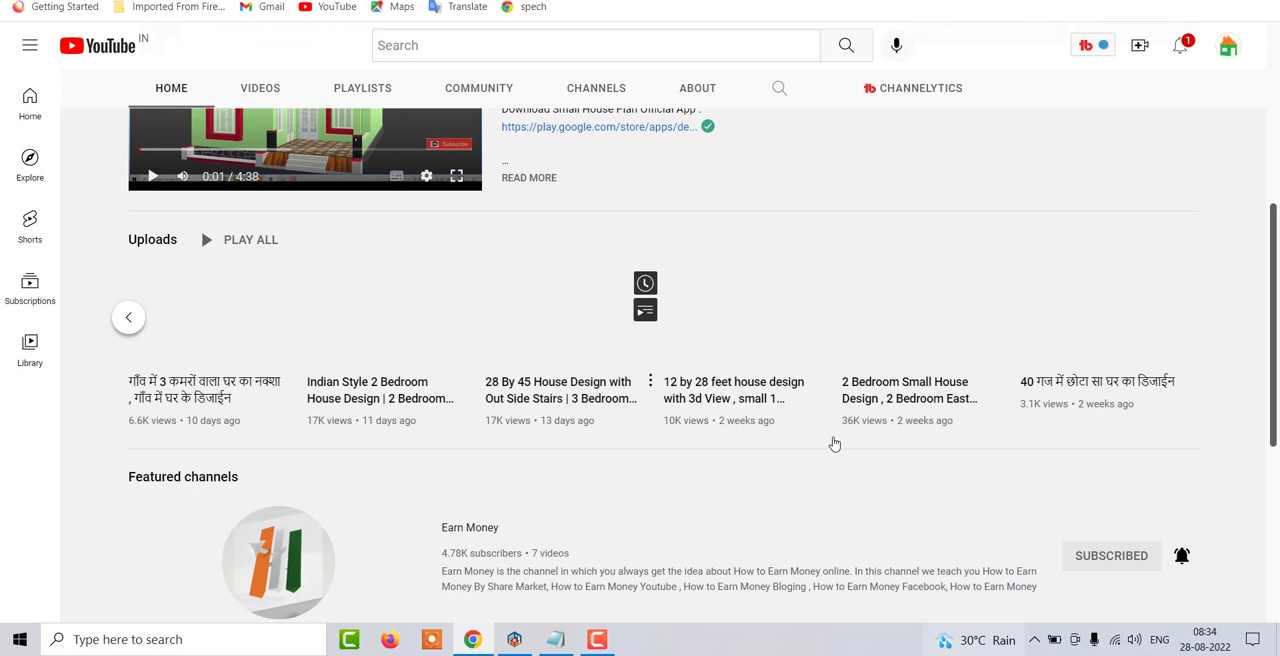 Getting Started Imported From Fire... Gmail YouTube Maps Translate spech
YouTube IN
Search
1
HOME VIDEOS PLAYLISTS COMMUNITY CHANNELS ABOUT CHANNELYTICS
Home
Explore
Shorts
Subscriptions
Library
Download Small House Plan Official App :
https://play.google.com/store/apps/de...
...
READ MORE
Subscribe
0:01 / 4:38
Uploads PLAY ALL
गाँव में 3 कमरों वाला घर का नक्शा
, गाँव में घर के डिजाईन
6.6K views • 10 days ago
Indian Style 2 Bedroom
House Design | 2 Bedroom...
17K views • 11 days ago
28 By 45 House Design with
Out Side Stairs | 3 Bedroom...
17K views • 13 days ago
12 by 28 feet house design
with 3d View , small 1...
10K views • 2 weeks ago
2 Bedroom Small House
Design , 2 Bedroom East...
36K views • 2 weeks ago
40 गज में छोटा सा घर का डिजाईन
3.1K views • 2 weeks ago
Featured channels
Earn Money
4.78K subscribers • 7 videos
Earn Money is the channel in which you always get the idea about How to Earn Money online. In this channel we teach you How to Earn
Money By Share Market, How to Earn Money Youtube , How to Earn Money Bloging , How to Earn Money Facebook, How to Earn Money
SUBSCRIBED
Type here to search
30°C Rain
ENG
08:34
28-08-2022